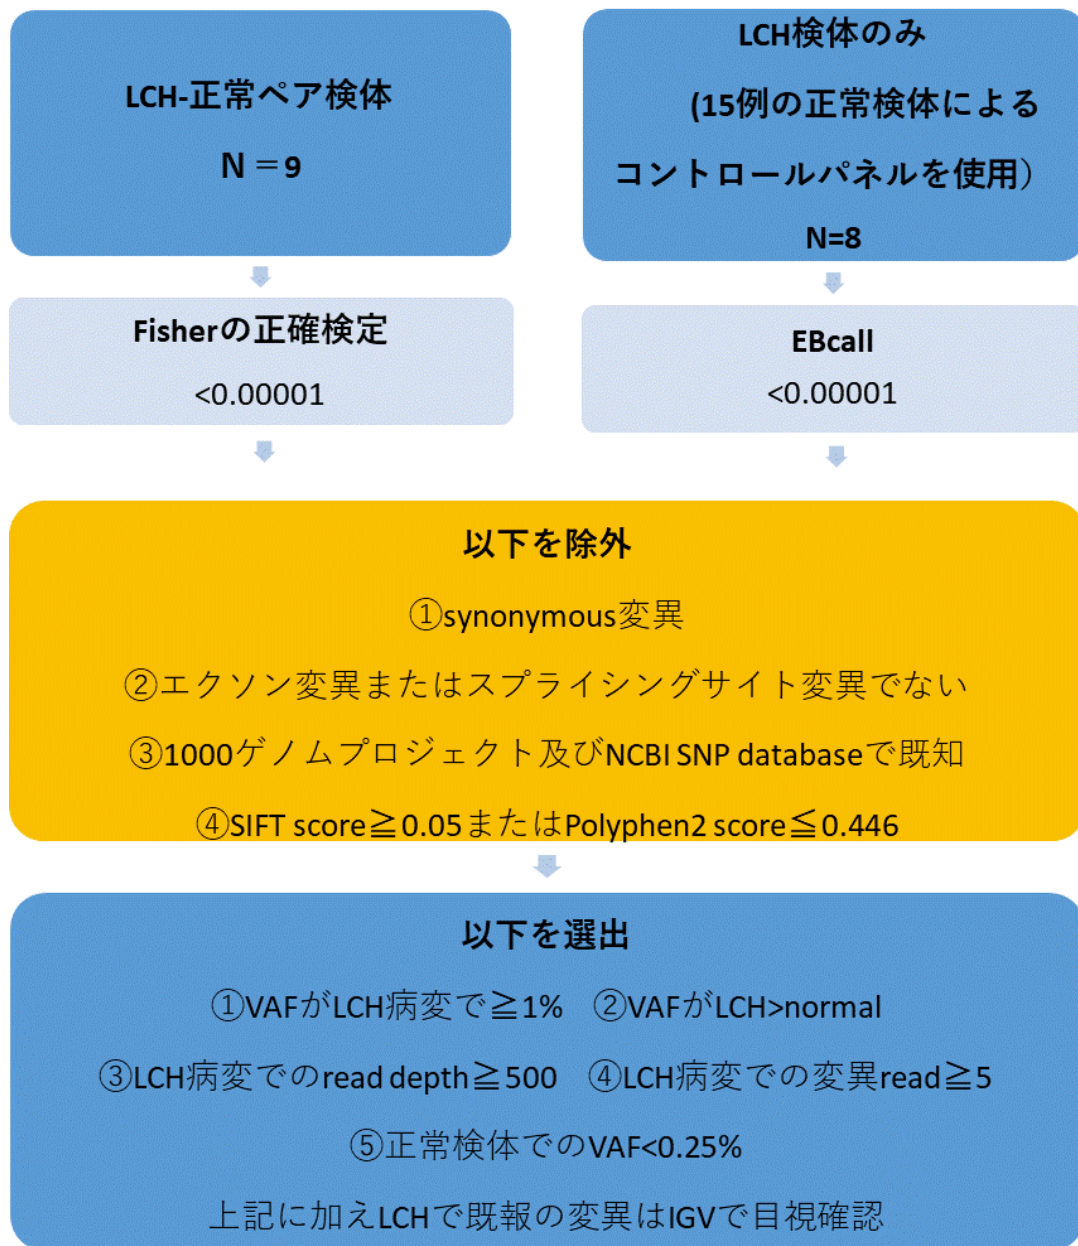 LCH-正常ペア検体
N＝9
LCH検体のみ
(15例の正常検体による
コントロールパネルを使用）
N=8
Fisherの正確検定
<0.00001
EBcall
<0.00001
以下を除外
①synonymous変異
②エクソン変異またはスプライシングサイト変異でない
③1000ゲノムプロジェクト及びNCBI SNP databaseで既知
④SIFT score≧0.05またはPolyphen2 score≦0.446
以下を選出
①VAFがLCH病変で≧1% ②VAFがLCH>normal
③LCH病変でのread depth≧500 ④LCH病変での変異read≧5
⑤正常検体でのVAF<0.25%
上記に加えLCHで既報の変異はIGVで目視確認